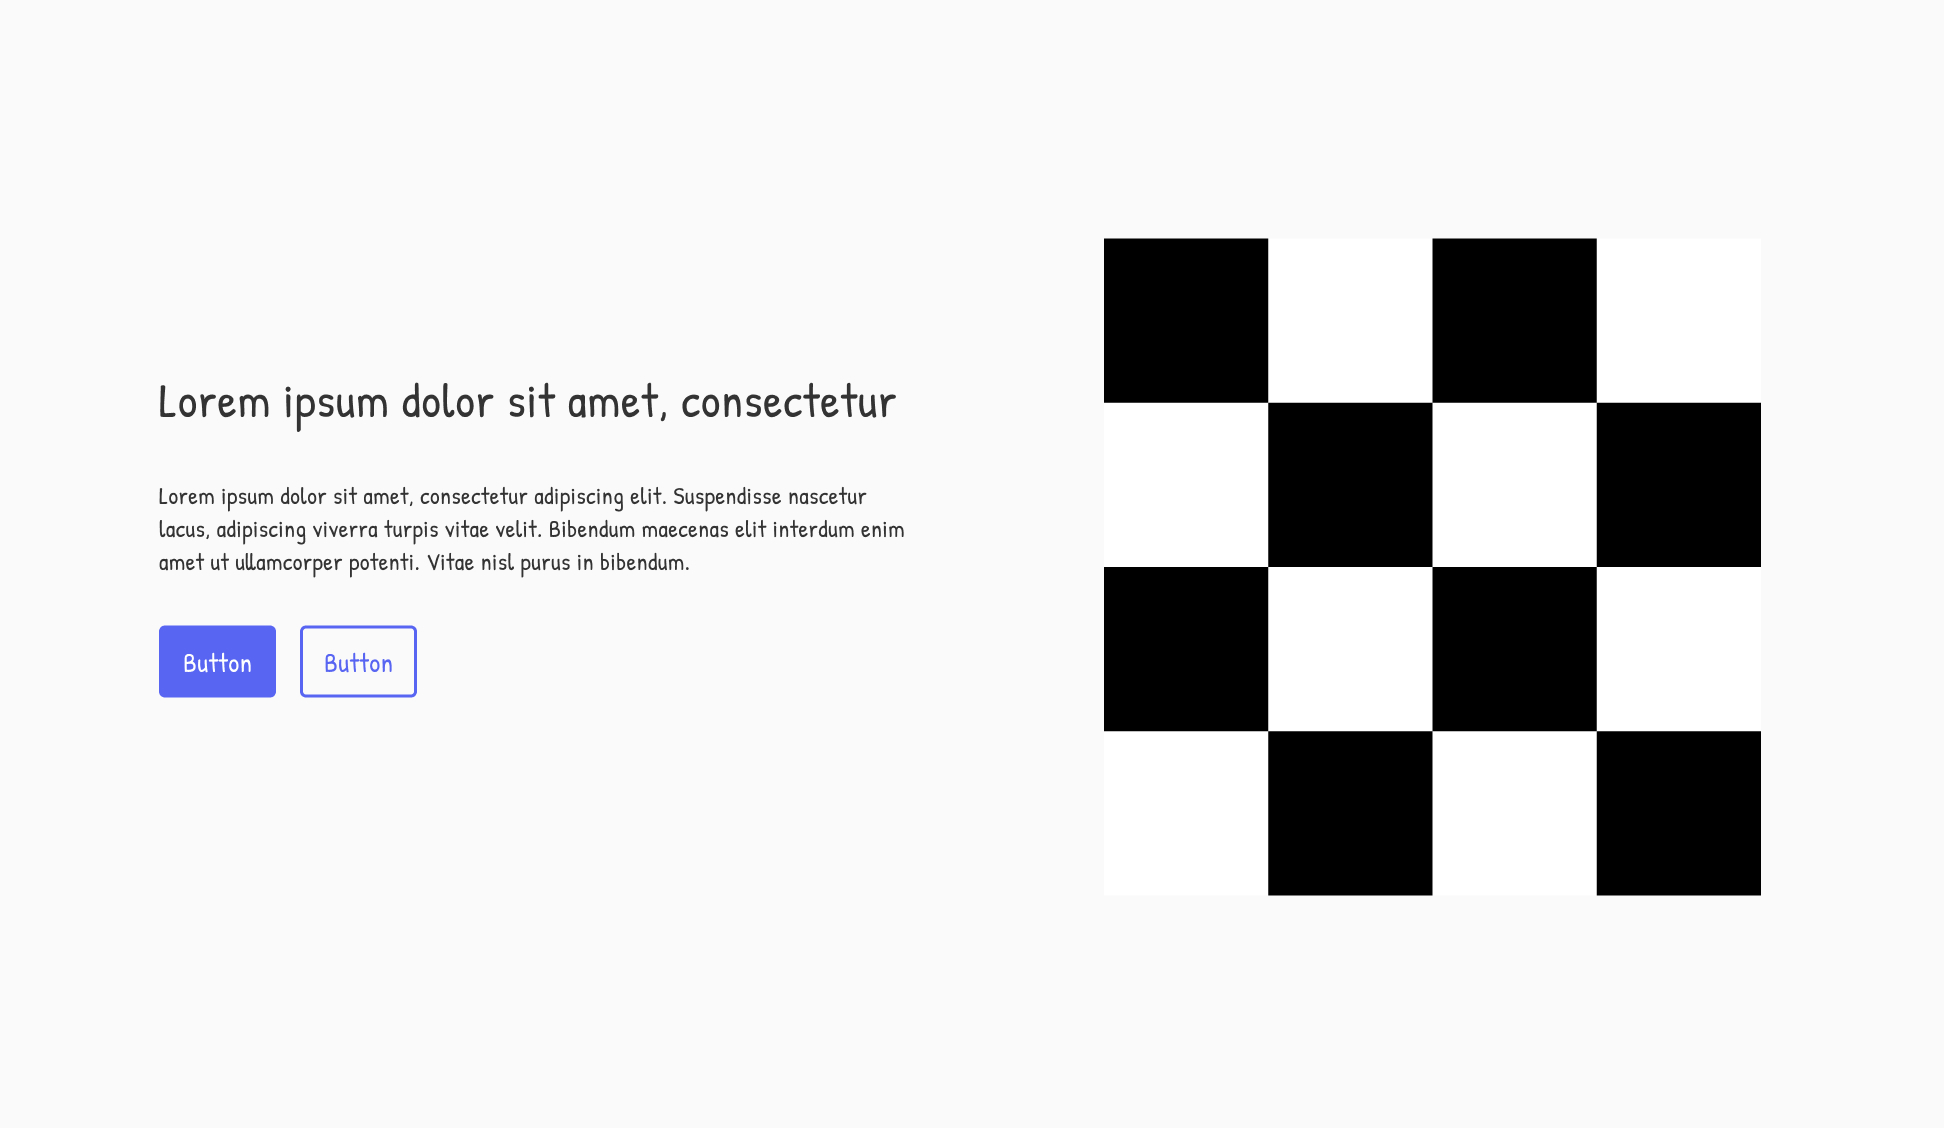 Lorem ipsum dolor sit amet, consectetur
Lorem ipsum dolor sit amet, consectetur adipiscing elit. Suspendisse nascetur
lacus, adipiscing viverra turpis vitae velit. Bibendum maecenas elit interdum enim
amet ut ullamcorper potenti. Vitae nisl purus in bibendum.
Button
Button